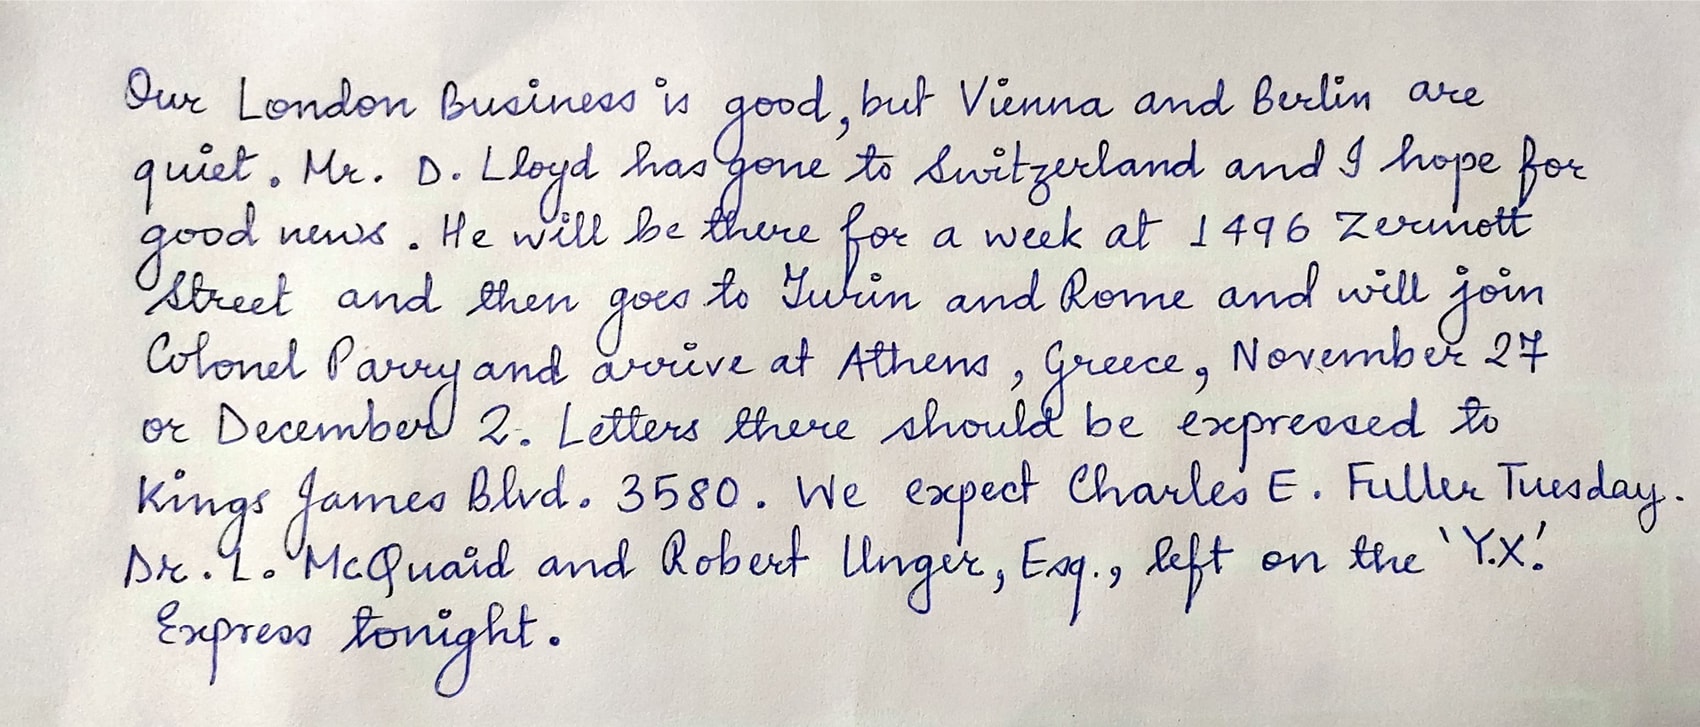 Our London Business is good, but Vienna and Berlin are
quiet. Mr. D. Lloyd has gone to Switzerland and I hope for
good news. He will be there for a week at 1496 Zermott
Street and then goes to Turin and Rome and will join
Colonel Parry and arrive at Athens, Greece, November 27
or December 2. Letters there should be expressed to
Kings James Blvd. 3580. We expect Charles E. Fuller Tuesday.
Dr. L. McQuaid and Robert Unger, Esq., left on the 'Y.X.'
Express tonight.